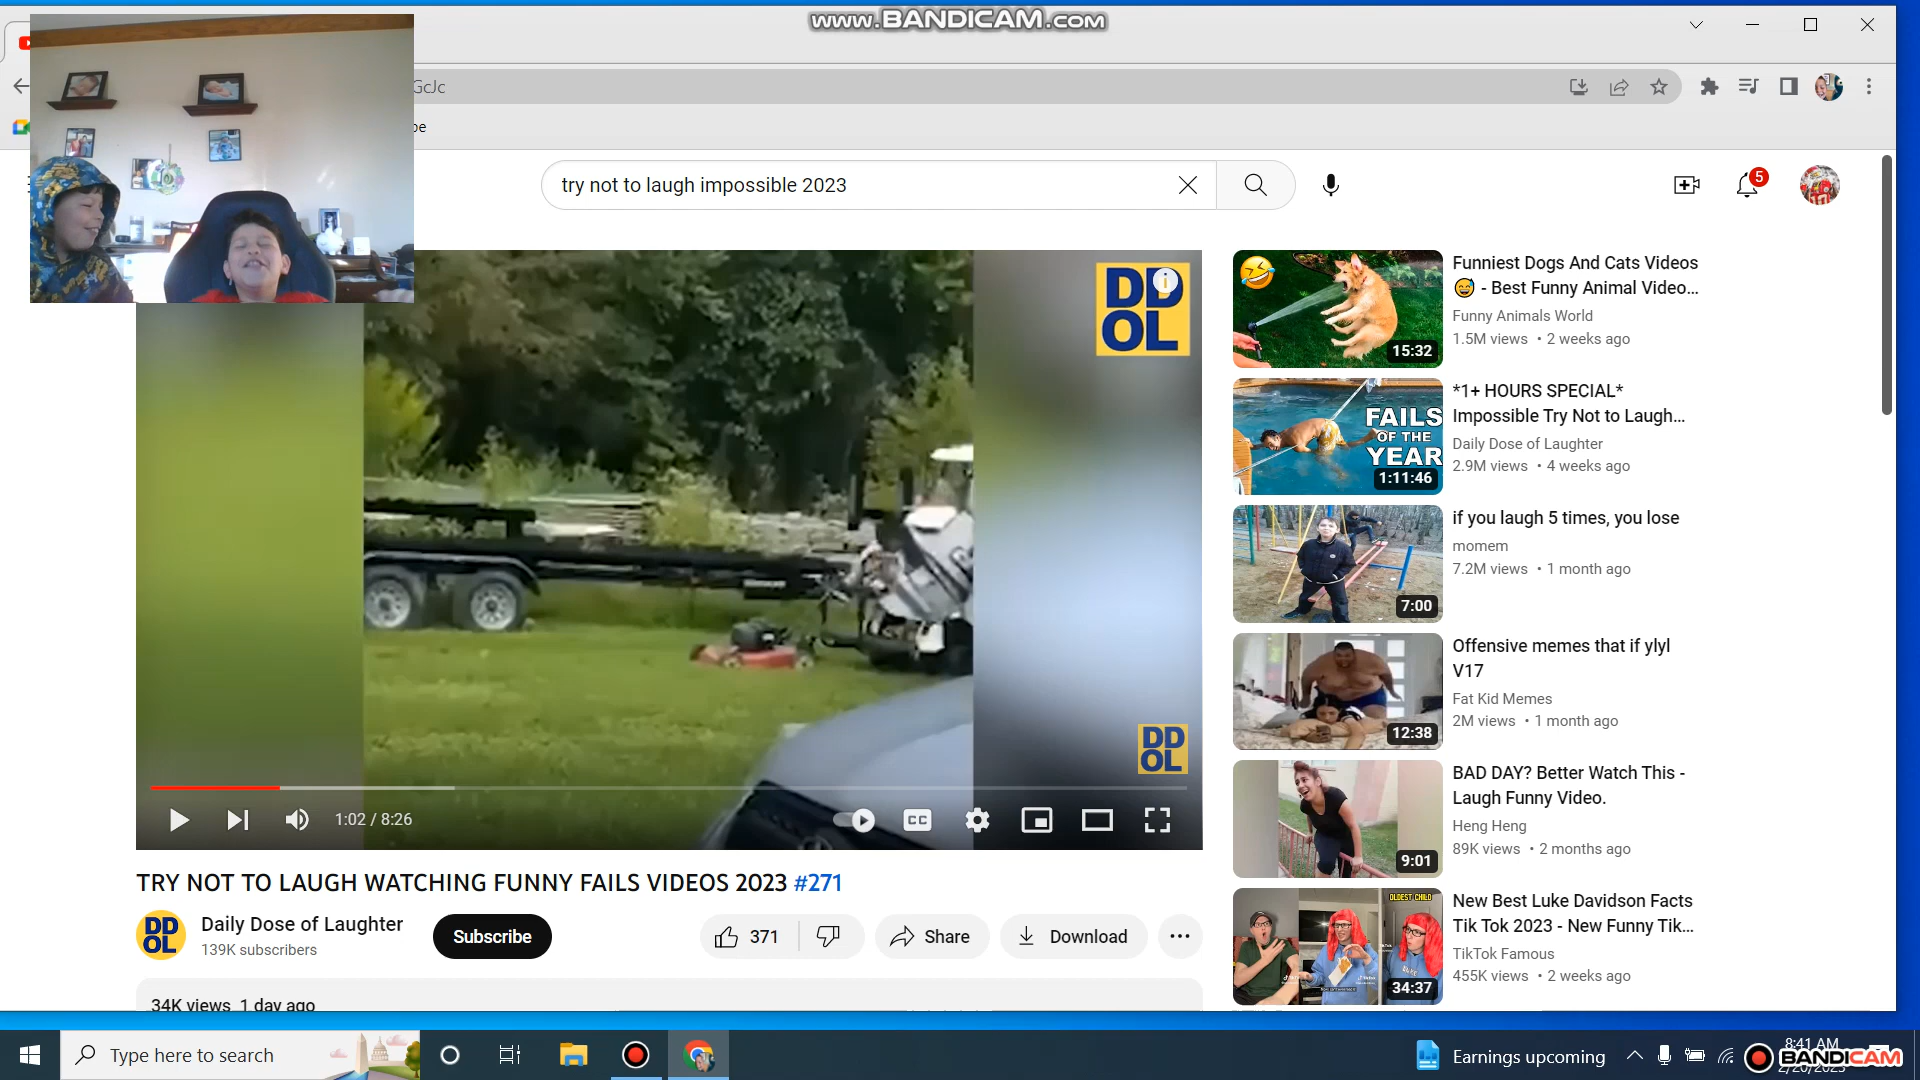 www.BANDICAM.com
GcJc
be
try not to laugh impossible 2023
5
DD
OL
DD
OL
1:02 / 8:26
CC
TRY NOT TO LAUGH WATCHING FUNNY FAILS VIDEOS 2023 #271
DD
OL
Daily Dose of Laughter
139K subscribers
Subscribe
371
Share
Download
34K views 1 day ago
15:32
Funniest Dogs And Cats Videos
😅 - Best Funny Animal Video...
Funny Animals World
1.5M views • 2 weeks ago
FAILS
OF THE
YEAR
1:11:46
*1+ HOURS SPECIAL*
Impossible Try Not to Laugh...
Daily Dose of Laughter
2.9M views • 4 weeks ago
7:00
if you laugh 5 times, you lose
momem
7.2M views • 1 month ago
12:38
Offensive memes that if ylyl
V17
Fat Kid Memes
2M views • 1 month ago
9:01
BAD DAY? Better Watch This -
Laugh Funny Video.
Heng Heng
89K views • 2 months ago
OLDEST CHILD
34:37
New Best Luke Davidson Facts
Tik Tok 2023 - New Funny Tik...
TikTok Famous
455K views • 2 weeks ago
Type here to search
Earnings upcoming
8:41 AM
BANDICAM